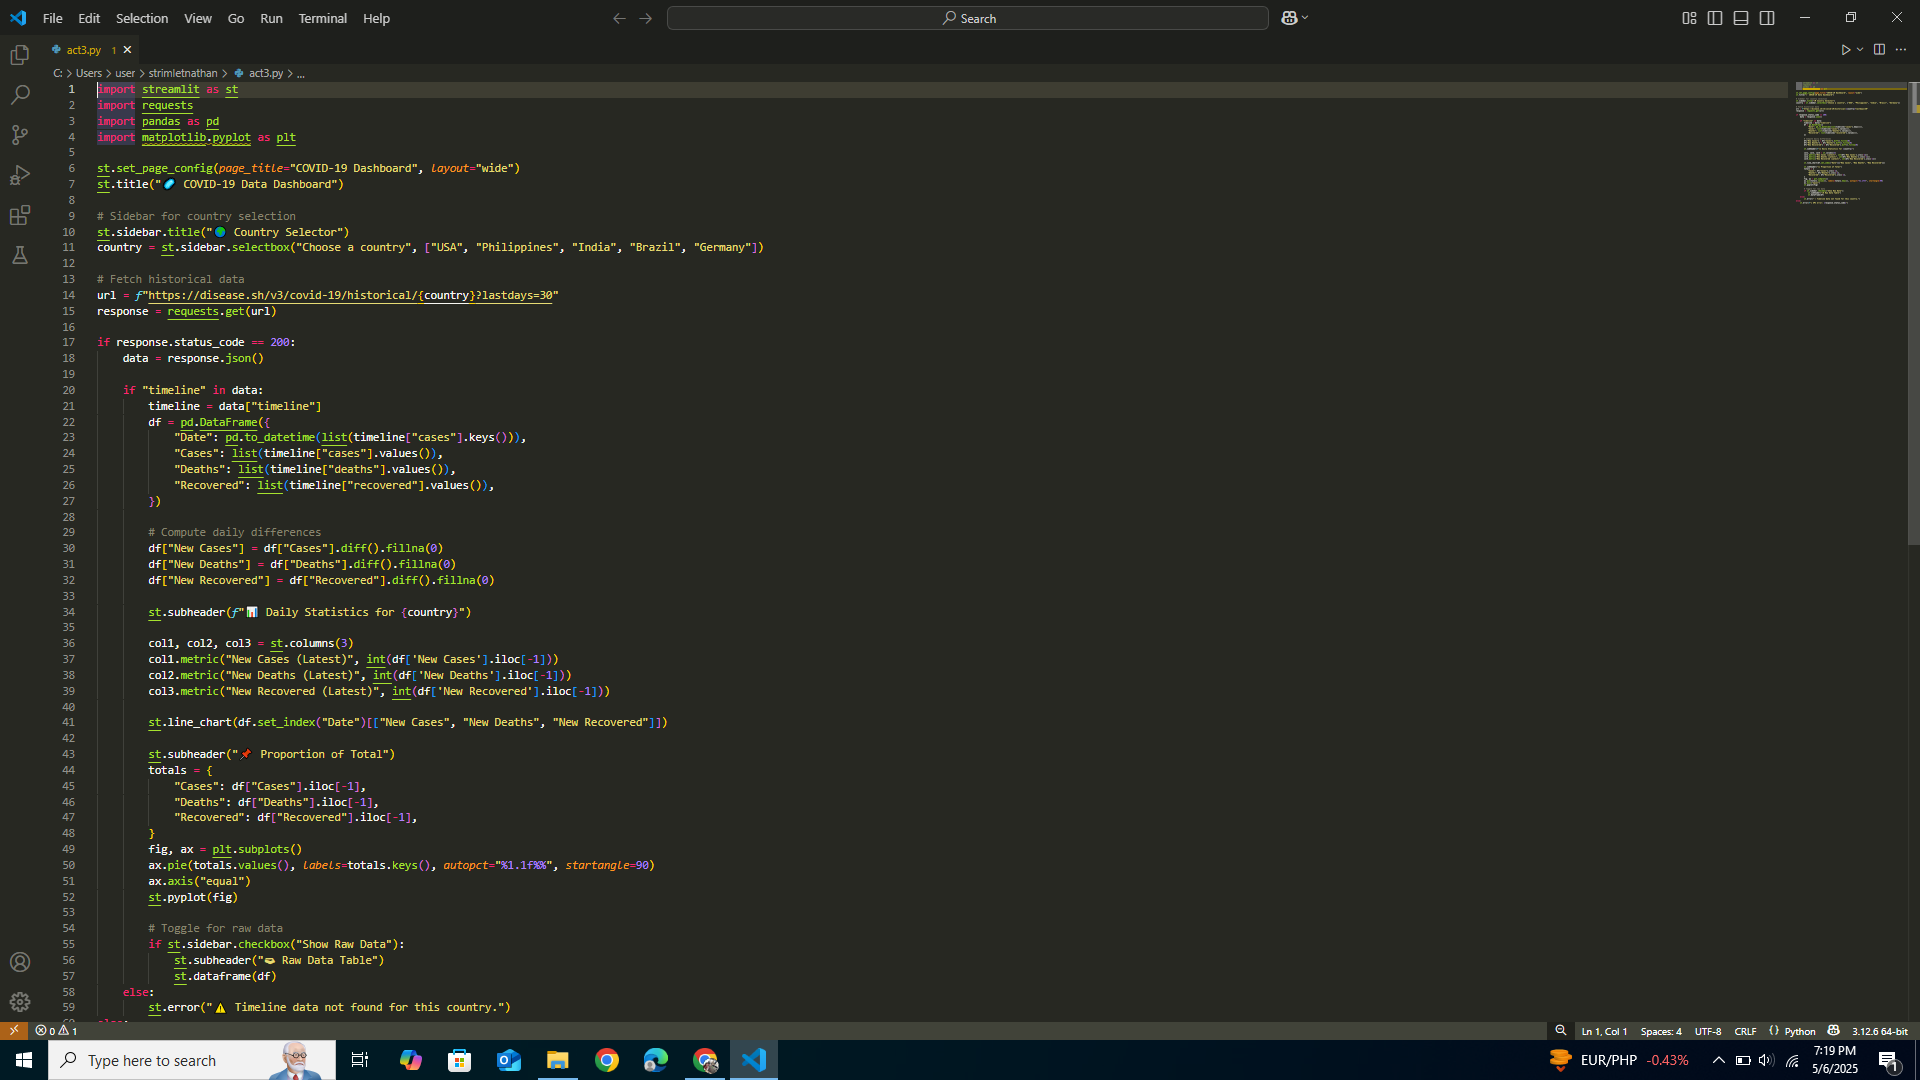 File Edit Selection View Go Run Terminal Help
Search
act3.py 1
C: > Users > user > strimletnathan > act3.py > ...
1 import streamlit as st
2 import requests
3 import pandas as pd
4 import matplotlib.pyplot as plt
5
6 st.set_page_config(page_title="COVID-19 Dashboard", layout="wide")
7 st.title("🧪 COVID-19 Data Dashboard")
8
9 # Sidebar for country selection
10 st.sidebar.title("🌍 Country Selector")
11 country = st.sidebar.selectbox("Choose a country", ["USA", "Philippines", "India", "Brazil", "Germany"])
12
13 # Fetch historical data
14 url = f"https://disease.sh/v3/covid-19/historical/{country}?lastdays=30"
15 response = requests.get(url)
16
17 if response.status_code == 200:
18     data = response.json()
19
20     if "timeline" in data:
21         timeline = data["timeline"]
22         df = pd.DataFrame({
23             "Date": pd.to_datetime(list(timeline["cases"].keys())),
24             "Cases": list(timeline["cases"].values()),
25             "Deaths": list(timeline["deaths"].values()),
26             "Recovered": list(timeline["recovered"].values()),
27         })
28
29         # Compute daily differences
30         df["New Cases"] = df["Cases"].diff().fillna(0)
31         df["New Deaths"] = df["Deaths"].diff().fillna(0)
32         df["New Recovered"] = df["Recovered"].diff().fillna(0)
33
34         st.subheader(f"📊 Daily Statistics for {country}")
35
36         col1, col2, col3 = st.columns(3)
37         col1.metric("New Cases (Latest)", int(df['New Cases'].iloc[-1]))
38         col2.metric("New Deaths (Latest)", int(df['New Deaths'].iloc[-1]))
39         col3.metric("New Recovered (Latest)", int(df['New Recovered'].iloc[-1]))
40
41         st.line_chart(df.set_index("Date")[["New Cases", "New Deaths", "New Recovered"]])
42
43         st.subheader("📌 Proportion of Total")
44         totals = {
45             "Cases": df["Cases"].iloc[-1],
46             "Deaths": df["Deaths"].iloc[-1],
47             "Recovered": df["Recovered"].iloc[-1],
48         }
49         fig, ax = plt.subplots()
50         ax.pie(totals.values(), labels=totals.keys(), autopct="%1.1f%%", startangle=90)
51         ax.axis("equal")
52         st.pyplot(fig)
53
54         # Toggle for raw data
55         if st.sidebar.checkbox("Show Raw Data"):
56             st.subheader("Raw Data Table")
57             st.dataframe(df)
58     else:
59         st.error("⚠️ Timeline data not found for this country.")
0 1
Ln 1, Col 1 Spaces: 4 UTF-8 CRLF {} Python 3.12.6 64-bit
Type here to search
EUR/PHP -0.43%
7:19 PM
5/6/2025
1